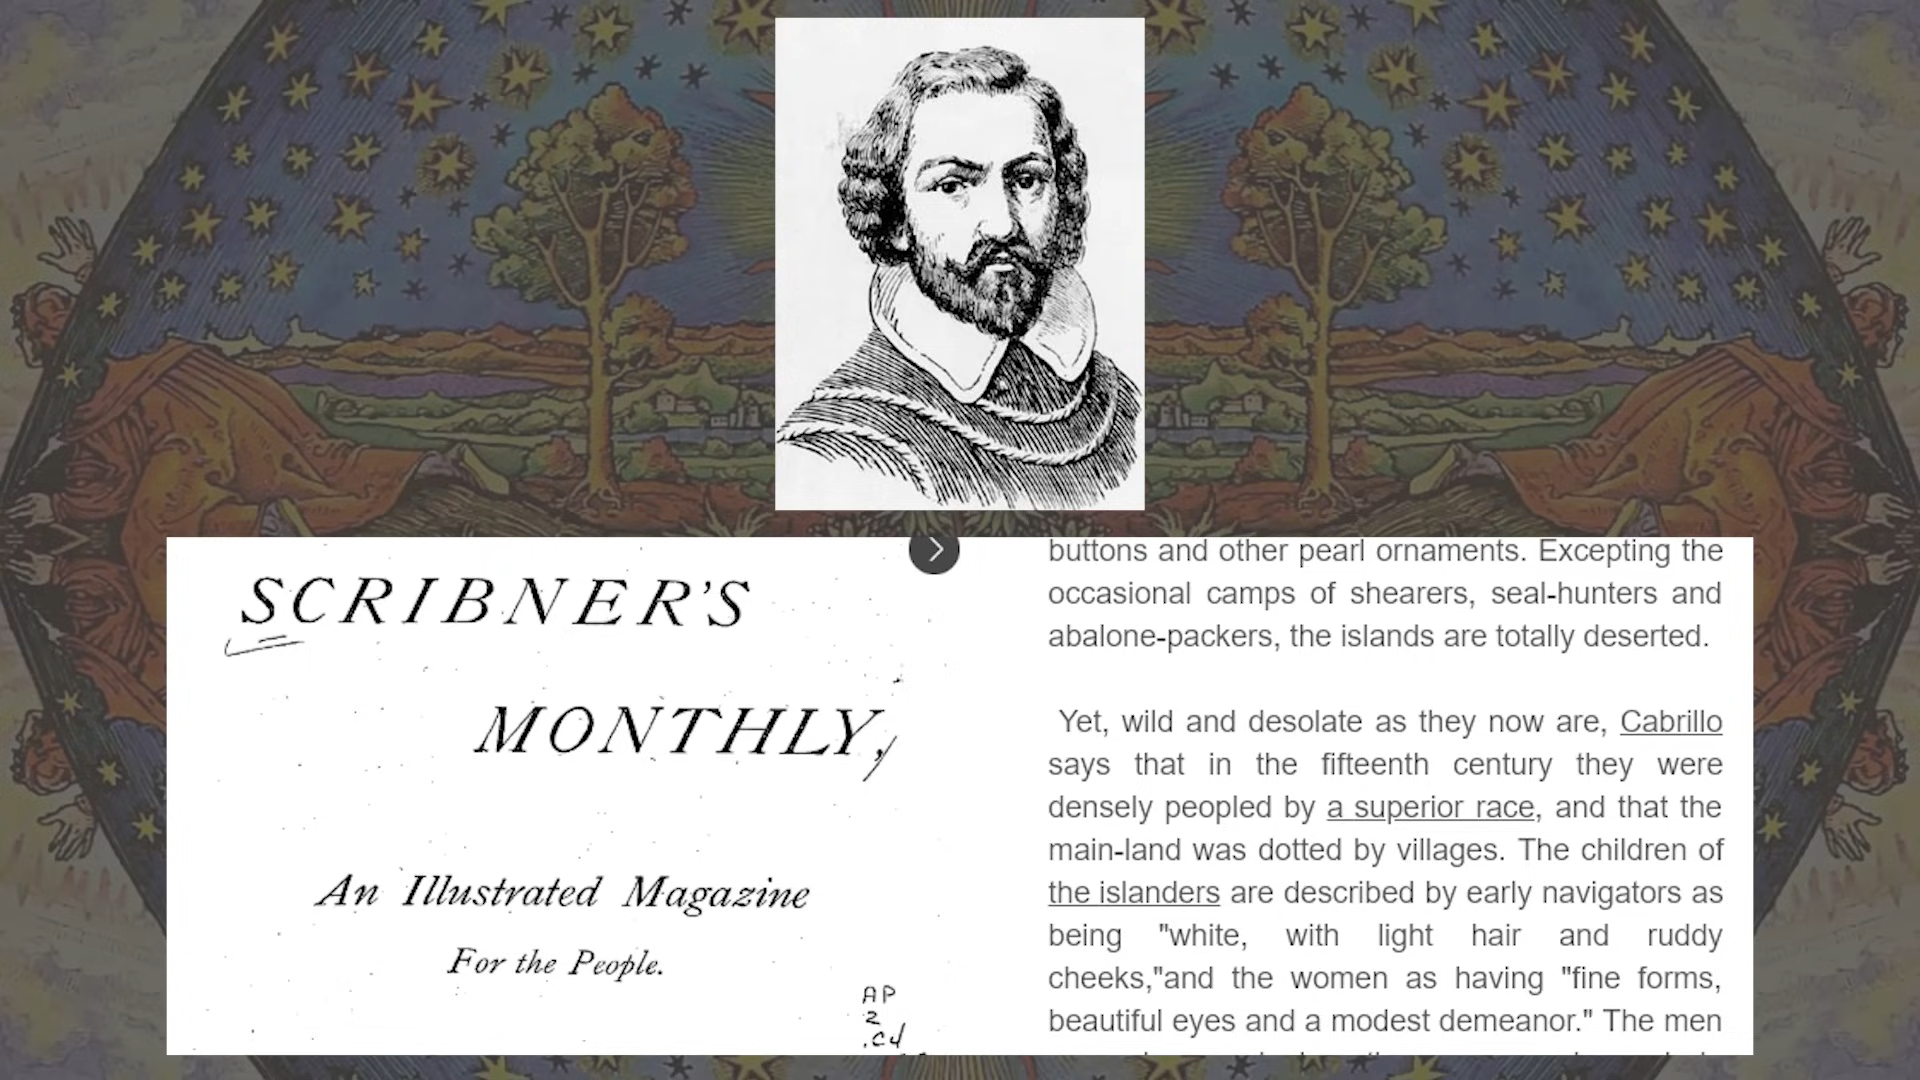 SCRIBNER'S
MONTHLY,
An Illustrated Magazine
For the People.
AP
2
.C4
buttons and other pearl ornaments. Excepting the
occasional camps of shearers, seal-hunters and
abalone-packers, the islands are totally deserted.
Yet, wild and desolate as they now are, Cabrillo
says that in the fifteenth century they were
densely peopled by a superior race, and that the
main-land was dotted by villages. The children of
the islanders are described by early navigators as
being "white, with light hair and ruddy
cheeks,"and the women as having "fine forms,
beautiful eyes and a modest demeanor." The men